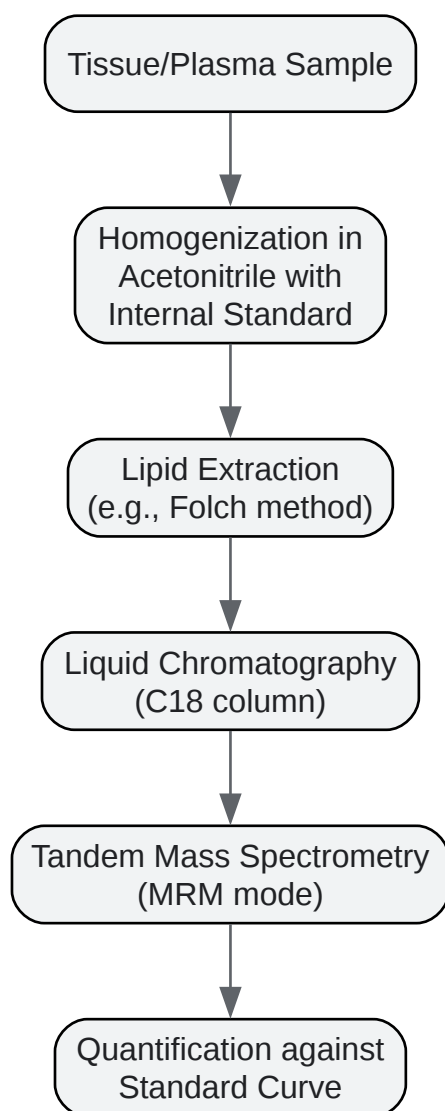 Tissue/Plasma Sample
Homogenization in
Acetonitrile with
Internal Standard
Lipid Extraction
(e.g., Folch method)
Liquid Chromatography
(C18 column)
Tandem Mass Spectrometry
(MRM mode)
Quantification against
Standard Curve